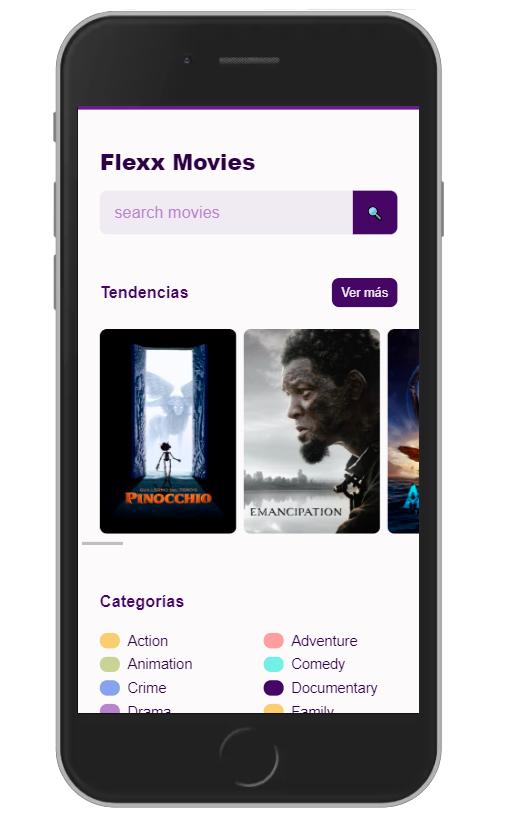 Flexx Movies
search movies
Tendencias
Ver más
GUILLERMO DEL TORO'S
PINOCCHIO
EMANCIPATION
A
Categorías
Action
Adventure
Animation
Comedy
Crime
Documentary
Drama
Family